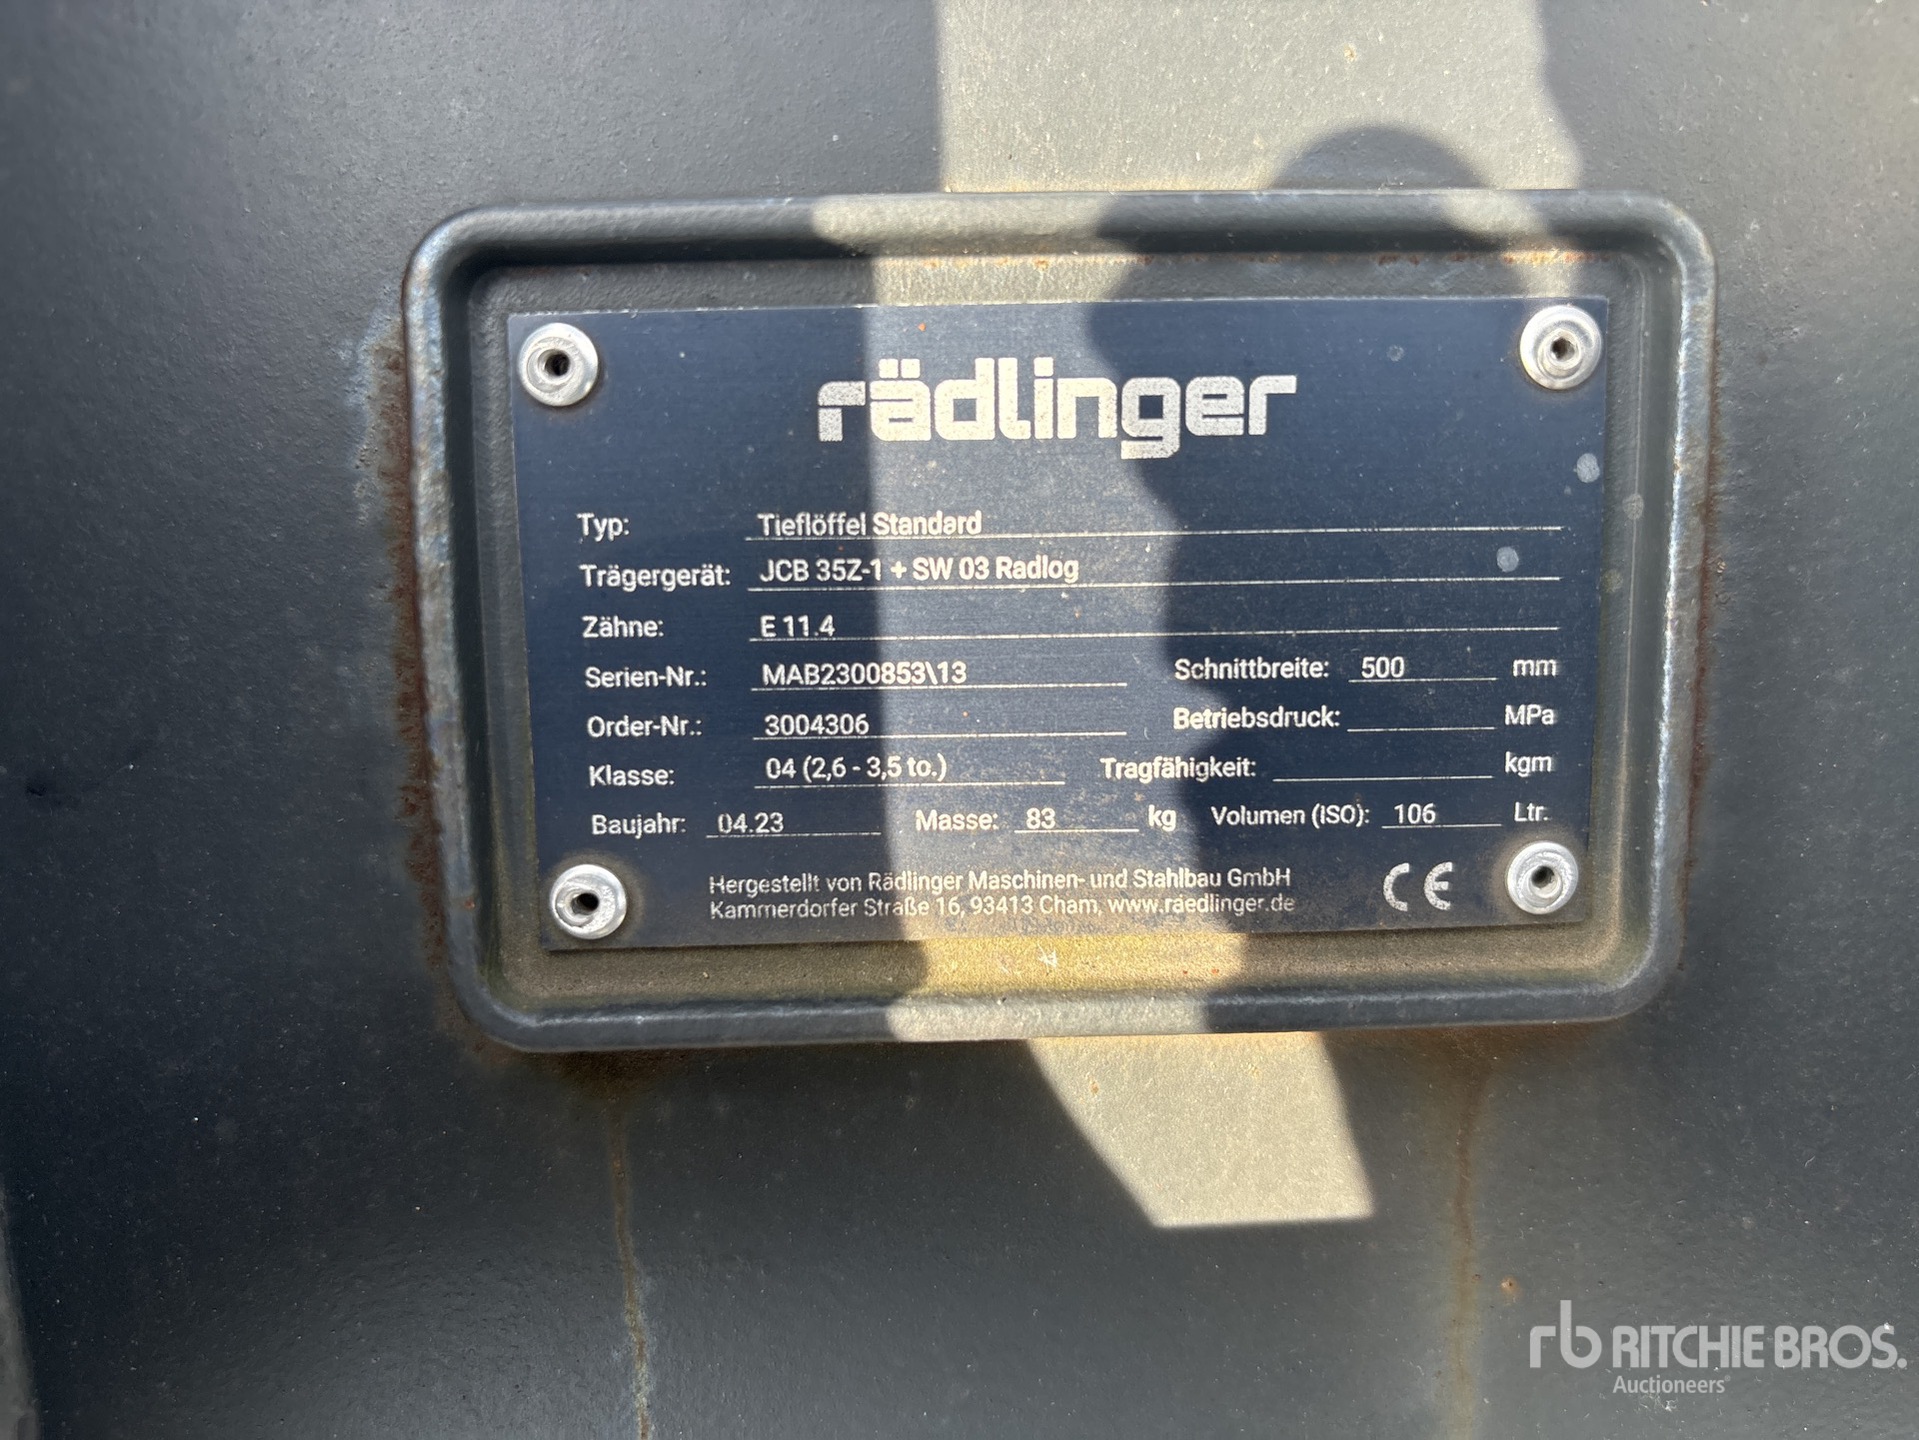 rädlinger
Typ: Tieflöffel Standard
Trägergerät: JCB 35Z-1 + SW 03 Radlog
Zähne: E 11.4
Serien-Nr.: MAB2300853\13 Schnittbreite: 500 mm
Order-Nr.: 3004306 Betriebsdruck: MPa
Klasse: 04 (2,6 - 3,5 to.) Tragfähigkeit: kgm
Baujahr: 04.23 Masse: 83 kg Volumen (ISO): 106 Ltr.
Hergestellt von Rädlinger Maschinen- und Stahlbau GmbH
Kammerdorfer Straße 16, 93413 Cham, www.raedlinger.de
CE
rb RITCHIE BROS.
Auctioneers